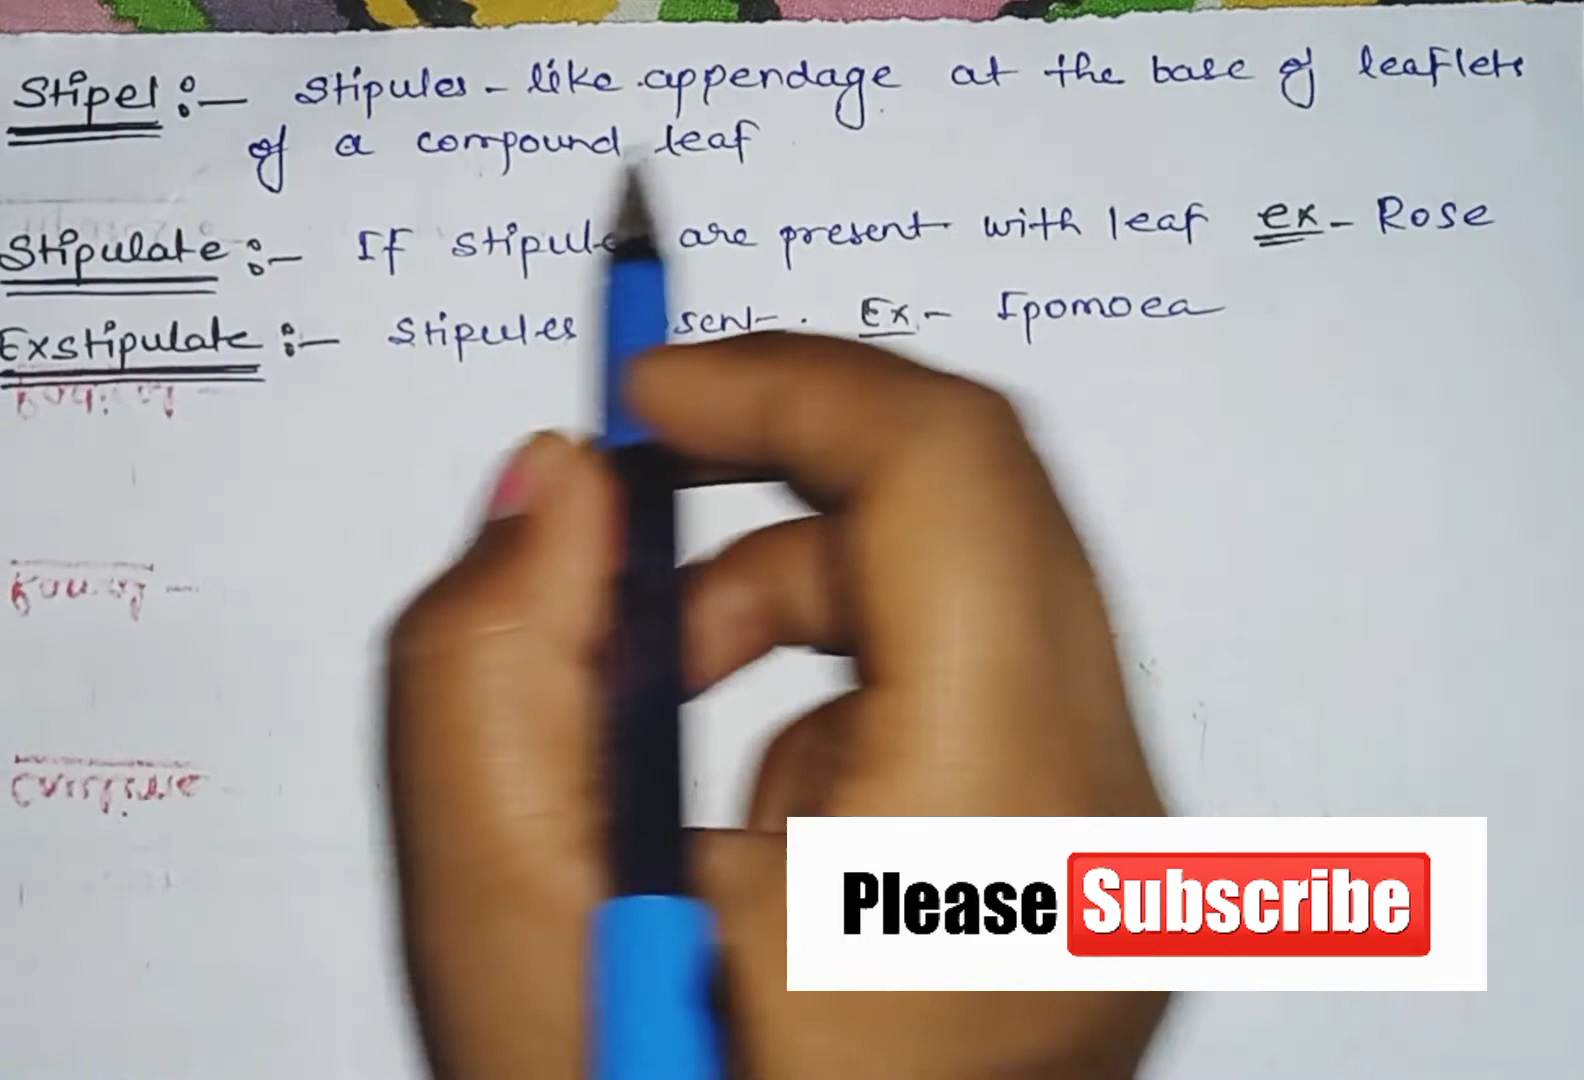 Stipel :- Stipules-like appendage at the base of leaflets
of a compound leaf
Stipulate :- If stipules are present with leaf ex- Rose
Exstipulate :- Stipules sent. Ex.- Ipomoea
Please Subscribe